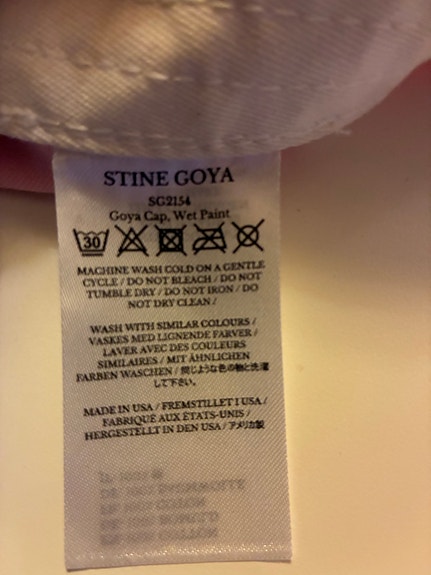 STINE GOYA
SG2154
Goya Cap, Wet Paint
30
MACHINE WASH COLD ON A GENTLE
CYCLE / DO NOT BLEACH / DO NOT
TUMBLE DRY / DO NOT IRON / DO
NOT DRY CLEAN /
WASH WITH SIMILAR COLOURS /
VASKES MED LIGNENDE FARVER /
LAVER AVEC DES COULEURS
SIMILAIRES / MIT ÄHNLICHEN
FARBEN WASCHEN / 同じような色の物と洗濯
して下さい。
MADE IN USA / FREMSTILLET I USA /
FABRIQUÉ AUX ÉTATS-UNIS /
HERGESTELLT IN DEN USA / アメリカ製